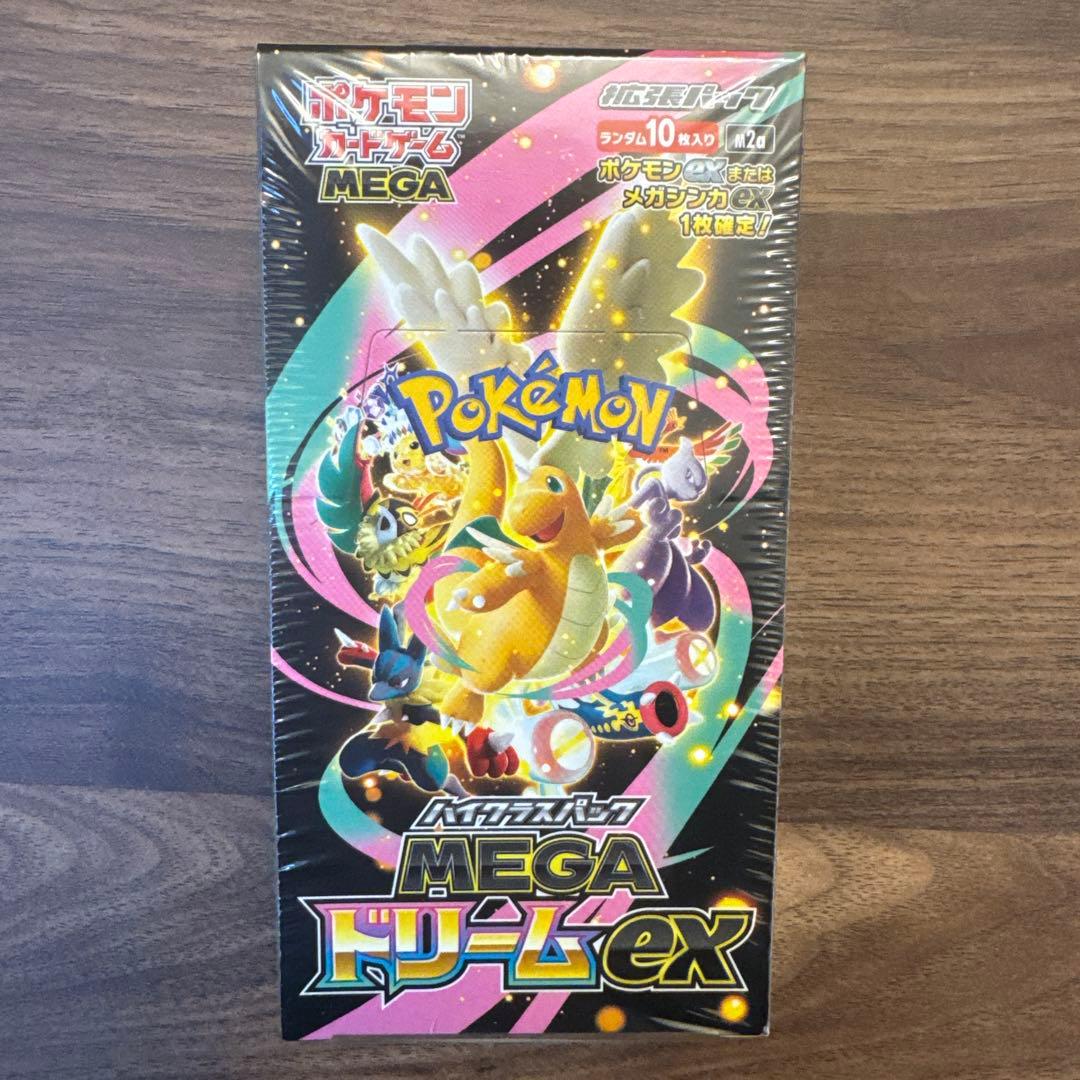 ポケモン
カードゲーム™
MEGA
拡張パック
ランダム10枚入り
M2a
ポケモンexまたは
メガシンカex
1枚確定!
POKÉMON™
ハイクラスパック
MEGA
ドリームex